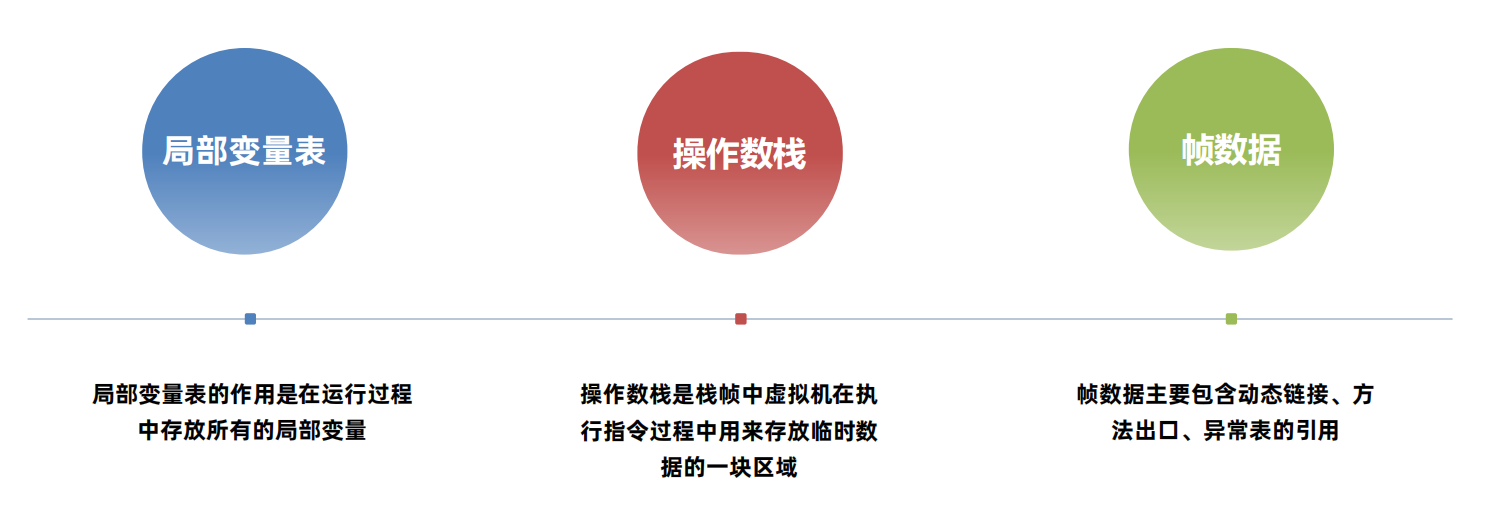 局部变量表
操作数栈
帧数据
局部变量表的作用是在运行过程
中存放所有的局部变量
操作数栈是栈帧中虚拟机在执
行指令过程中用来存放临时数
据的一块区域
帧数据主要包含动态链接、方
法出口、异常表的引用